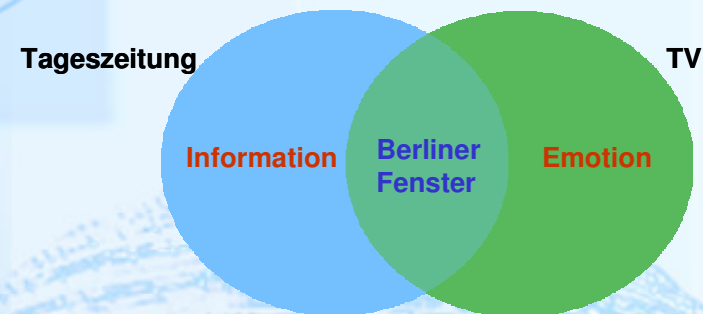 Tageszeitung
TV
Information
Berliner
Fenster
Emotion